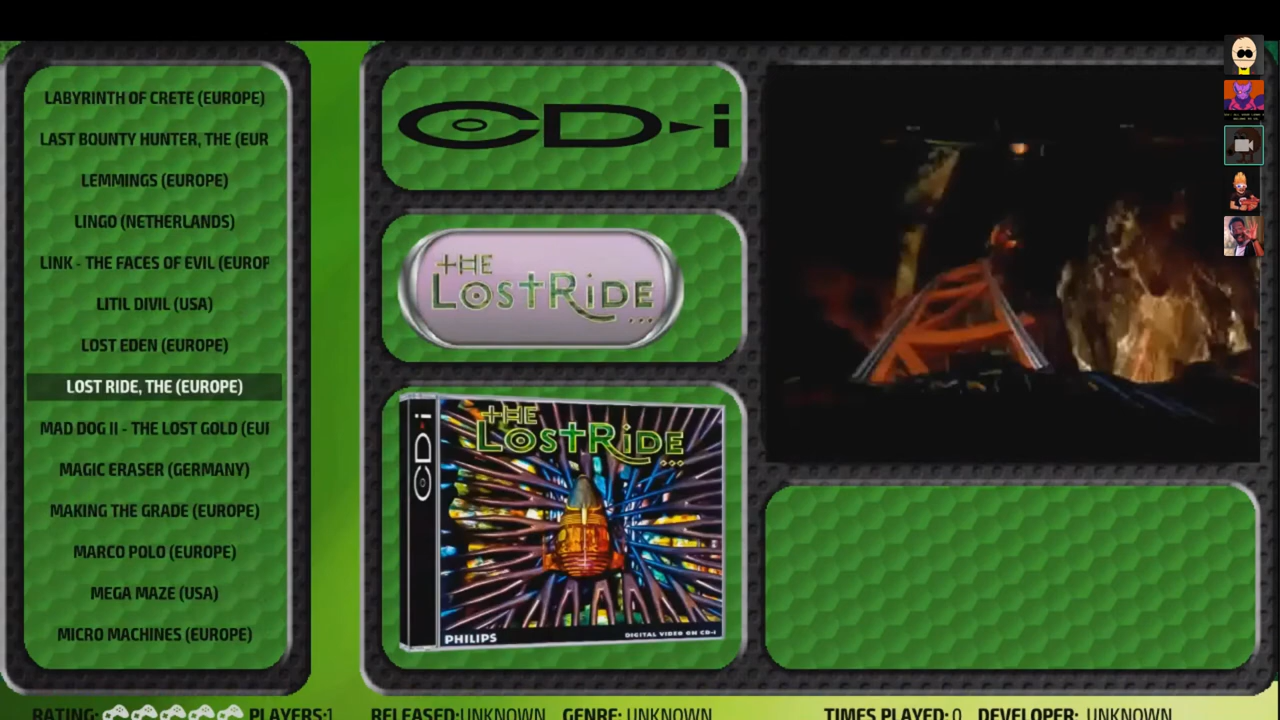 LABYRINTH OF CRETE (EUROPE)
LAST BOUNTY HUNTER, THE (EUR
LEMMINGS (EUROPE)
LINGO (NETHERLANDS)
LINK - THE FACES OF EVIL (EUROP
LITIL DIVIL (USA)
LOST EDEN (EUROPE)
LOST RIDE, THE (EUROPE)
MAD DOG II - THE LOST GOLD (EUI
MAGIC ERASER (GERMANY)
MAKING THE GRADE (EUROPE)
MARCO POLO (EUROPE)
MEGA MAZE (USA)
MICRO MACHINES (EUROPE)
CD-i
THE
LOSTRIDE...
CD-i
THE
LOSTRIDE...
PHILIPS
DIGITAL VIDEO ON CD-i
RATING: PLAYERS:1 RELEASED:UNKNOWN GENRE: UNKNOWN TIMES PLAYED: 0 DEVELOPER: UNKNOWN